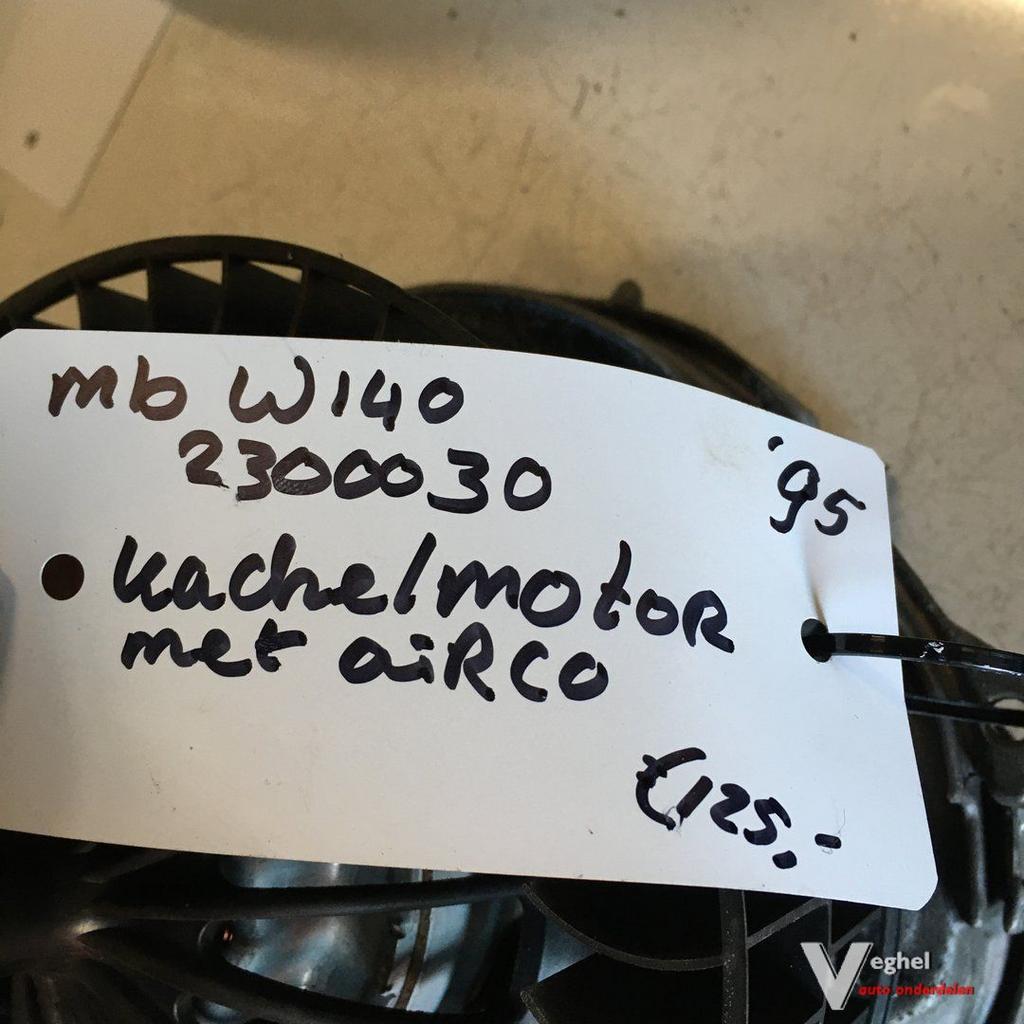 mb W140
2300030
'95
kachelmotoR
met aiRCO
€125,-
Veghel
auto onderdelen